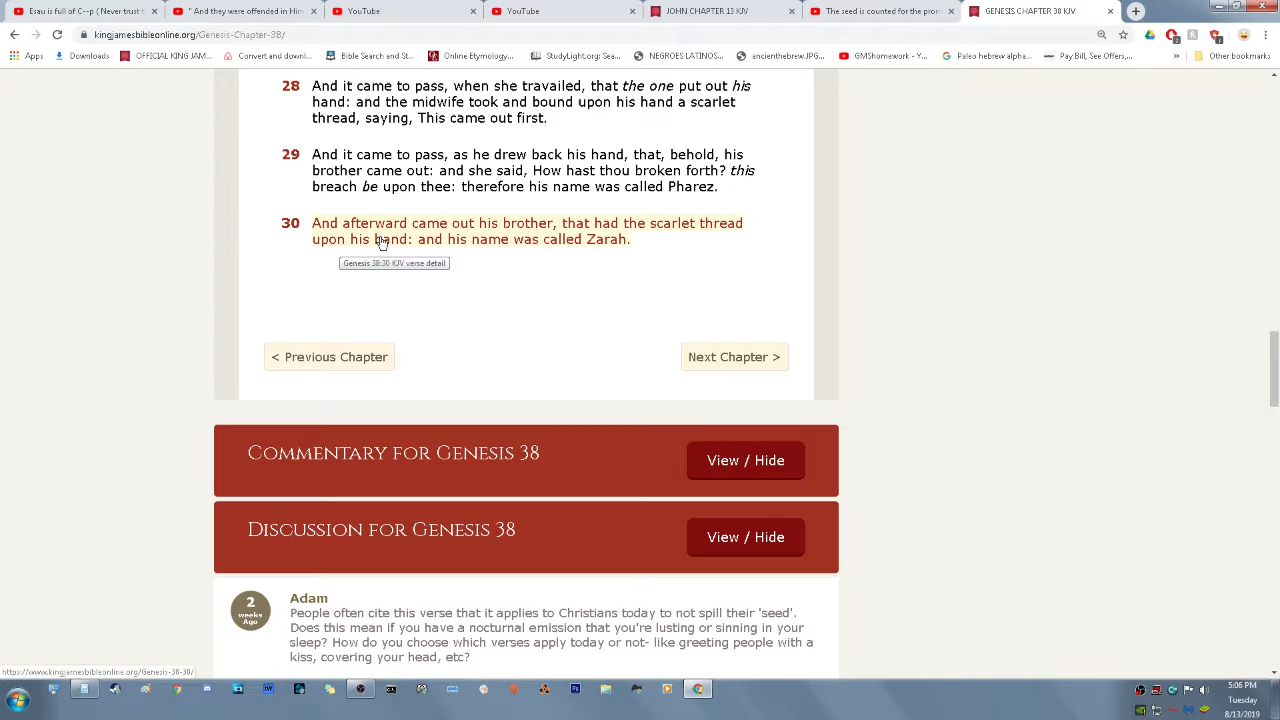 Esau is full of C++p ( Never trust t
" And they were offended in Him
YouTube
YouTube
JOHN CHAPTER 13 KJV
The seed is counted for the prom
GENESIS CHAPTER 38 KJV
kingjamesbibleonline.org/Genesis-Chapter-38/
Apps
Downloads
OFFICIAL KING JAM...
Convert and downl...
Bible Search and St...
Online Etymology...
StudyLight.org: Sea...
NEGROES LATINOS...
ancienthebrew.JPG...
GMShomework - Y...
Paleo hebrew alpha...
Pay Bill, See Offers,...
»
Other bookmarks
28 And it came to pass, when she travailed, that the one put out his
hand: and the midwife took and bound upon his hand a scarlet
thread, saying, This came out first.
29 And it came to pass, as he drew back his hand, that, behold, his
brother came out: and she said, How hast thou broken forth? this
breach be upon thee: therefore his name was called Pharez.
30 And afterward came out his brother, that had the scarlet thread
upon his hand: and his name was called Zarah.
Genesis 38:30 KJV verse detail
< Previous Chapter
Next Chapter >
Commentary for Genesis 38
View / Hide
Discussion for Genesis 38
View / Hide
2
weeks
Ago
Adam
People often cite this verse that it applies to Christians today to not spill their 'seed'.
Does this mean if you have a nocturnal emission that you're lusting or sinning in your
sleep? How do you choose which verses apply today or not- like greeting people with a
kiss, covering your head, etc?
https://www.kingjamesbibleonline.org/Genesis-38-30/
5:06 PM
Tuesday
8/13/2019